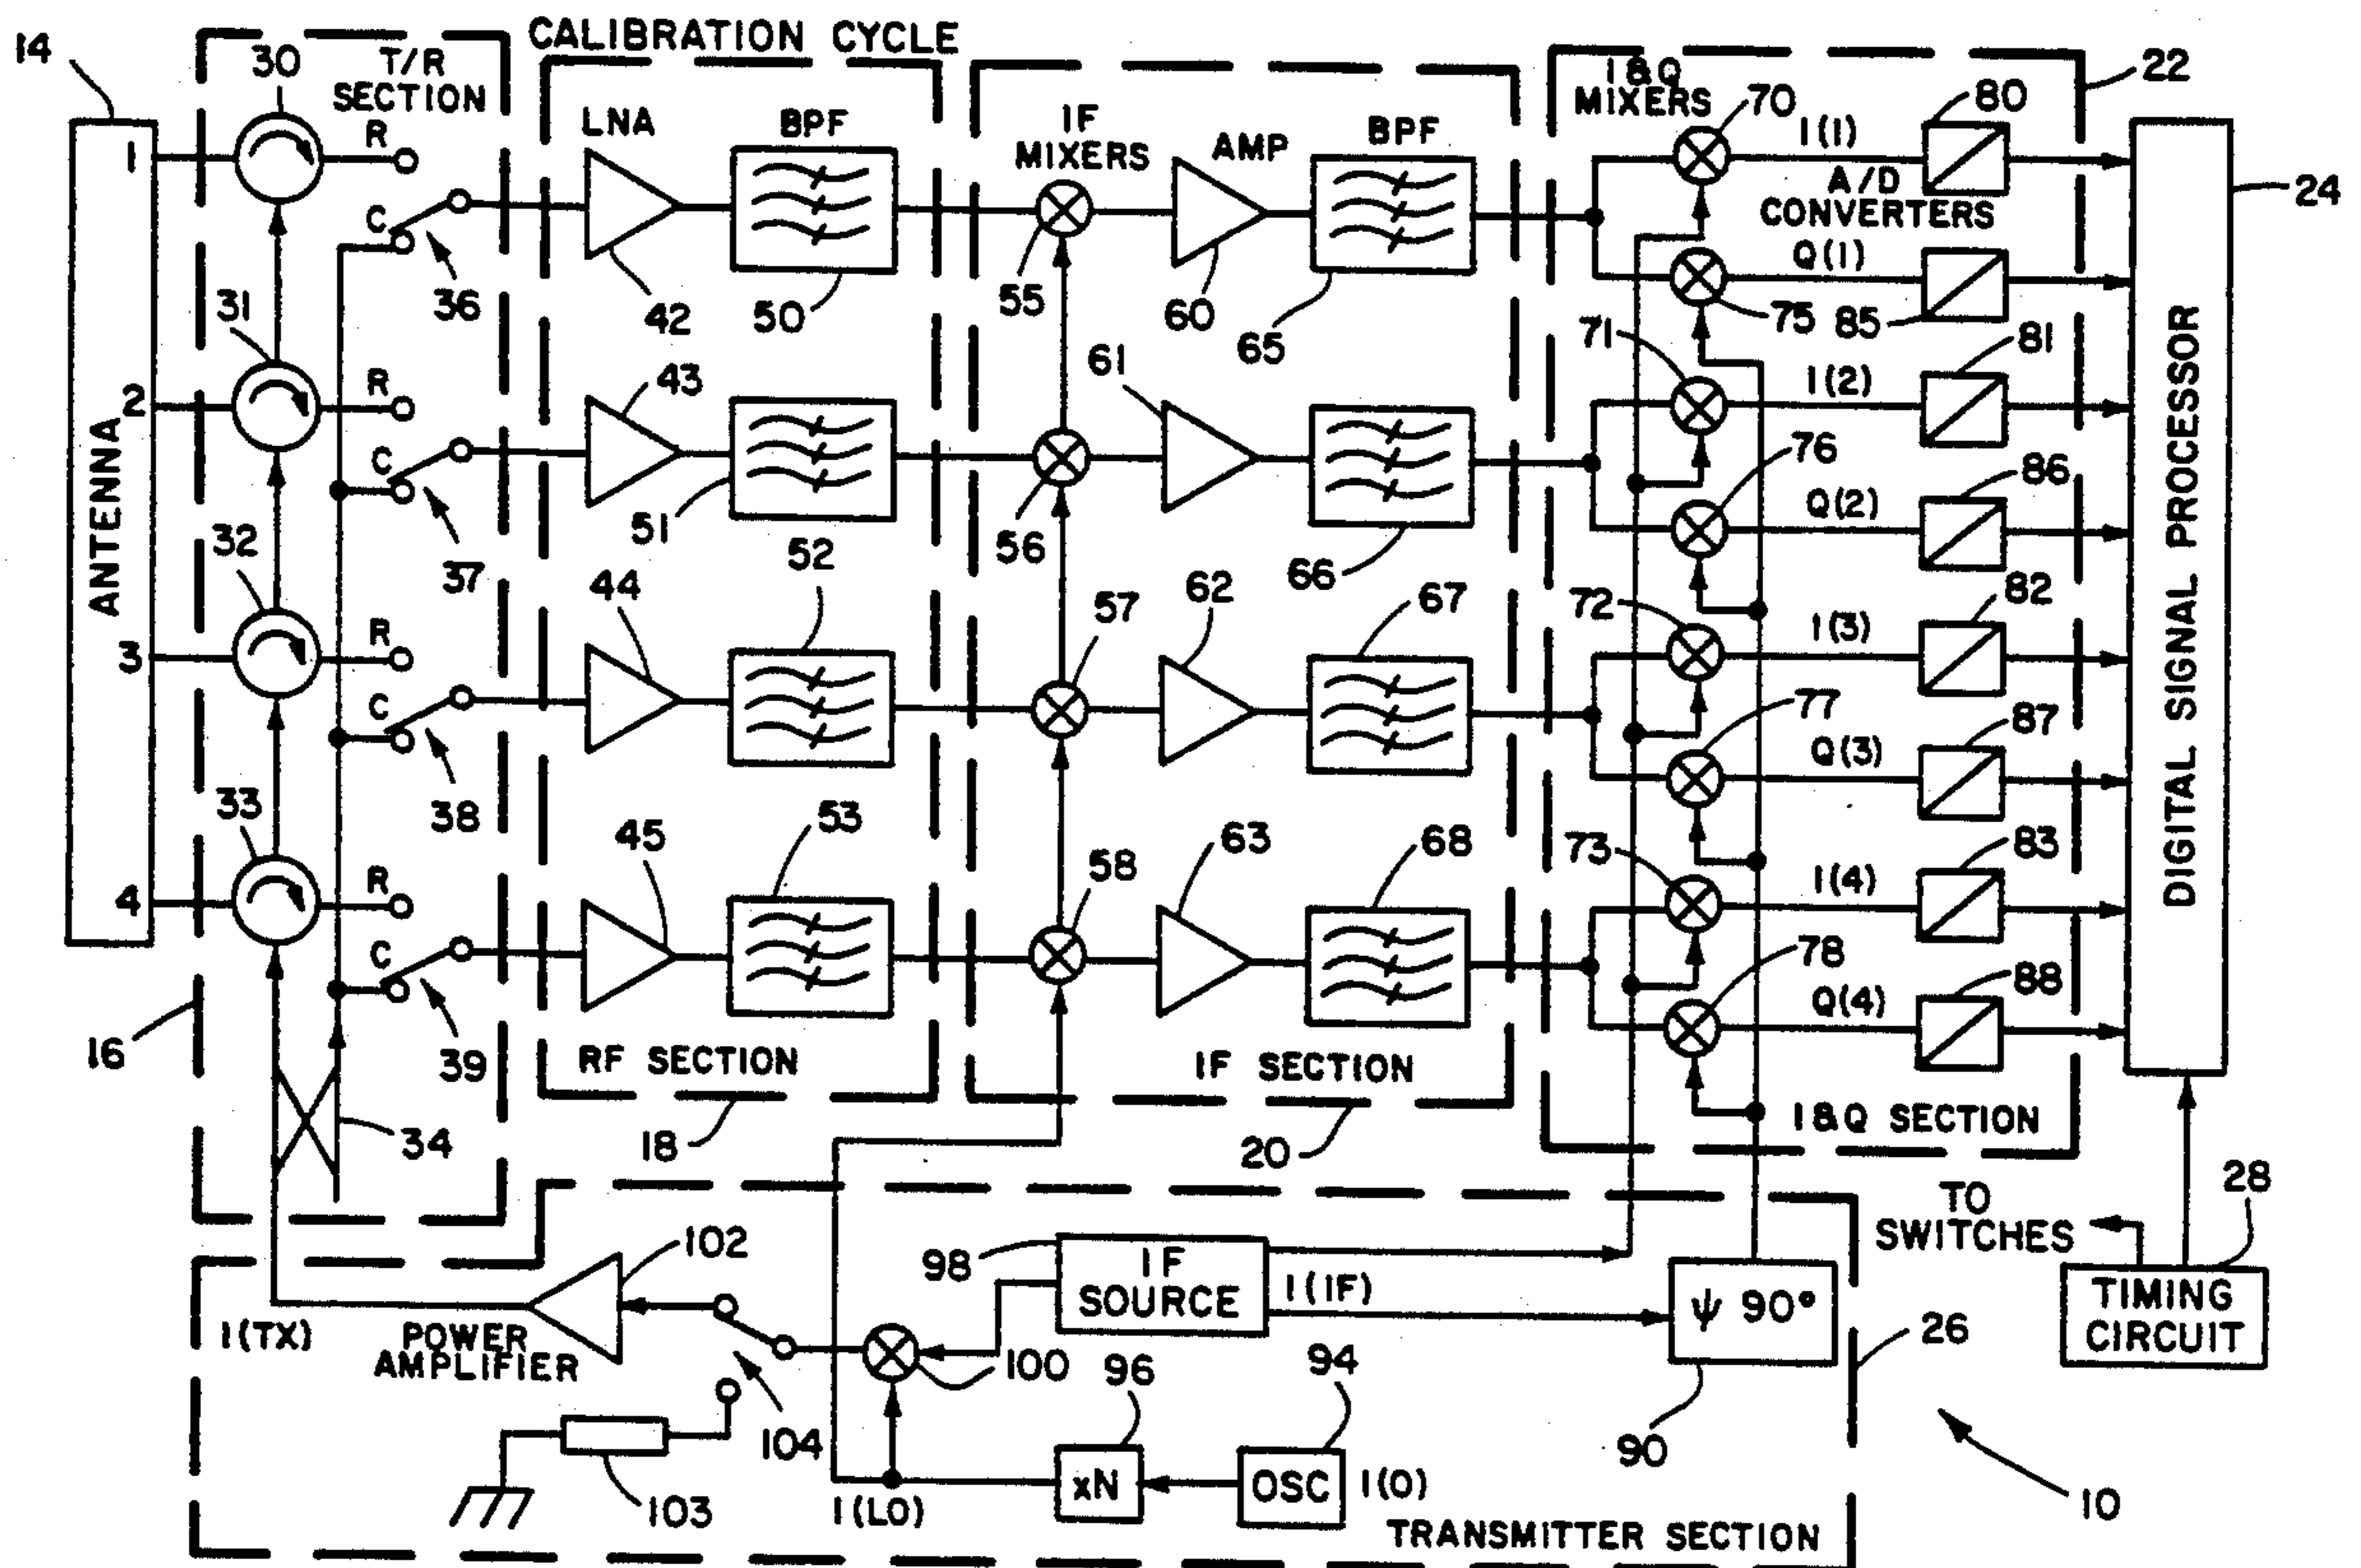 CALIBRATION CYCLE
14
30
T/R
SECTION
LNA
BPF
IF
MIXERS
AMP
BPF
I&Q
MIXERS
70
80
22
1
R
I(1)
A/D
CONVERTERS
24
C
36
42
50
55
60
65
Q(1)
75
85
31
2
R
43
61
71
I(2)
81
ANTENNA
C
37
51
56
66
76
Q(2)
86
DIGITAL SIGNAL PROCESSOR
32
3
R
44
52
57
62
67
72
I(3)
82
C
38
77
Q(3)
87
33
4
R
45
53
58
63
68
73
I(4)
83
C
39
78
Q(4)
88
16
34
RF SECTION
18
IF SECTION
20
I&Q SECTION
TO
SWITCHES
28
TIMING
CIRCUIT
102
98
IF
SOURCE
I(IF)
ψ 90°
26
I(TX)
POWER
AMPLIFIER
100
96
94
90
104
103
I(LO)
xN
OSC
I(O)
10
TRANSMITTER SECTION